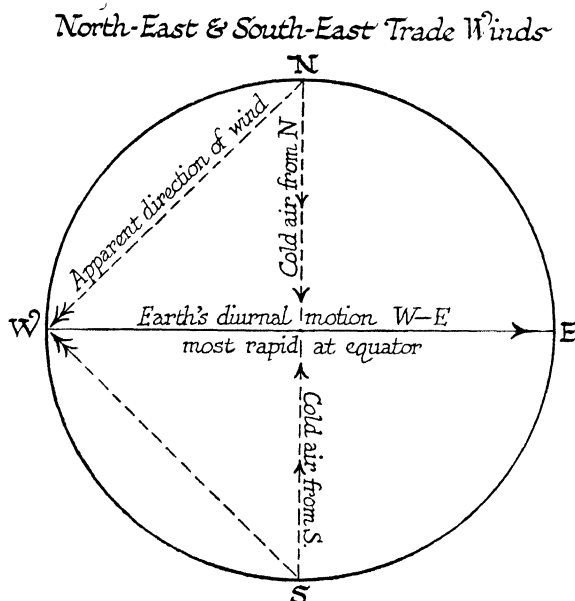 North-East & South-East Trade Winds
N
Apparent direction of wind
Cold air from N
W
Earth's diurnal motion W–E
most rapid at equator
E
Cold air from S.
S